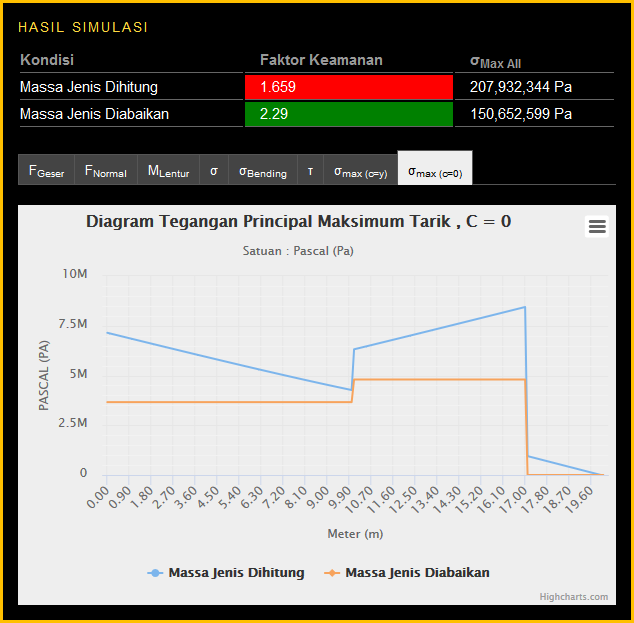 HASIL SIMULASI
Kondisi Faktor Keamanan σMax All
Massa Jenis Dihitung 1.659 207,932,344 Pa
Massa Jenis Diabaikan 2.29 150,652,599 Pa
FGeser FNormal MLentur σ σBending τ σmax (c=y) σmax (c=0)
Diagram Tegangan Principal Maksimum Tarik , C = 0
Satuan : Pascal (Pa)
10M
7.5M
5M
2.5M
0
PASCAL (PA)
0.00 0.90 1.80 2.70 3.60 4.50 5.40 6.30 7.20 8.10 9.00 9.90 10.70 11.60 12.50 13.40 14.30 15.20 16.10 17.00 17.80 18.70 19.60
Meter (m)
Massa Jenis Dihitung Massa Jenis Diabaikan
Highcharts.com